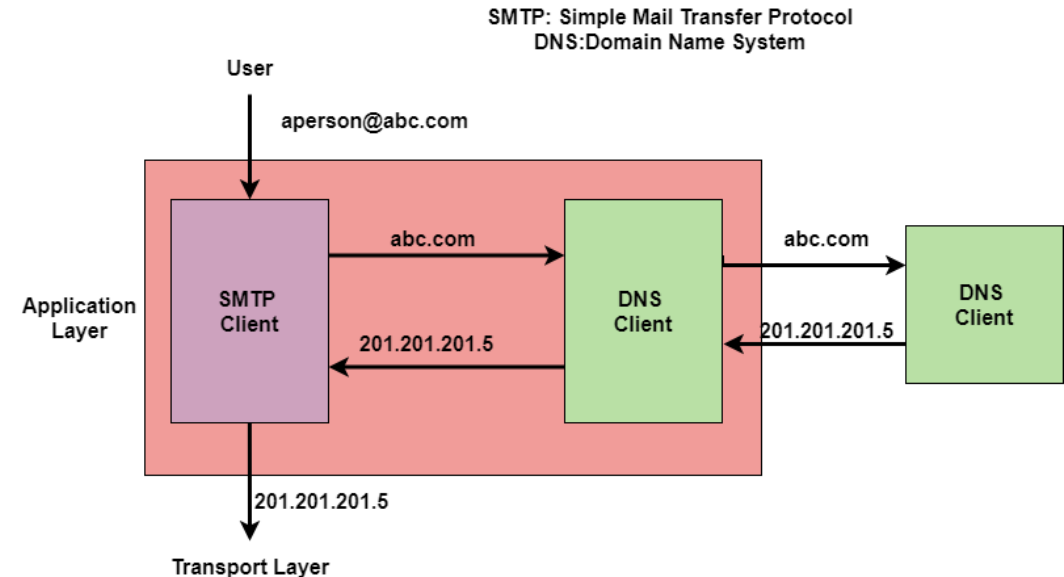 SMTP: Simple Mail Transfer Protocol
DNS:Domain Name System
User
aperson@abc.com
abc.com
abc.com
Application
Layer
SMTP
Client
DNS
Client
DNS
Client
201.201.201.5
201.201.201.5
201.201.201.5
Transport Layer